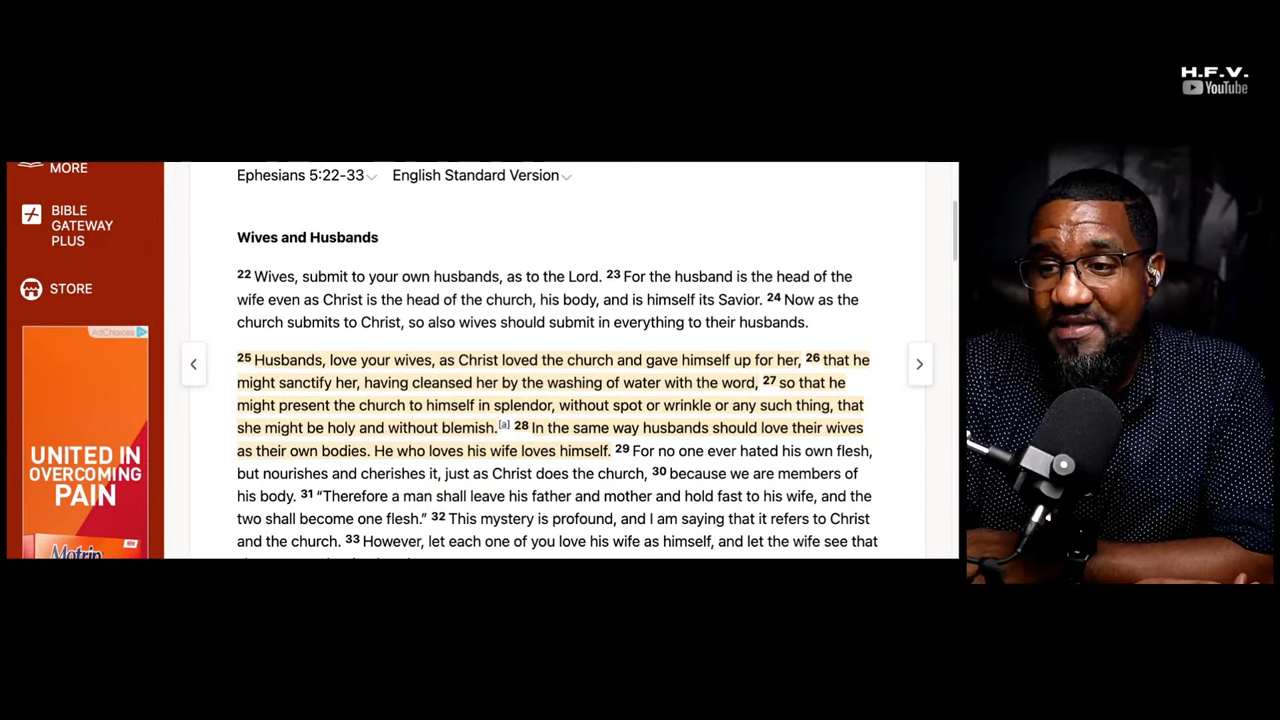 H.F.V.
YouTube
MORE
BIBLE
GATEWAY
PLUS
STORE
AdChoices
UNITED IN
OVERCOMING
PAIN
Motrin
NEW
Ephesians 5:22-33 English Standard Version
Wives and Husbands
22 Wives, submit to your own husbands, as to the Lord. 23 For the husband is the head of the
wife even as Christ is the head of the church, his body, and is himself its Savior. 24 Now as the
church submits to Christ, so also wives should submit in everything to their husbands.
25 Husbands, love your wives, as Christ loved the church and gave himself up for her, 26 that he
might sanctify her, having cleansed her by the washing of water with the word, 27 so that he
might present the church to himself in splendor, without spot or wrinkle or any such thing, that
she might be holy and without blemish.[a] 28 In the same way husbands should love their wives
as their own bodies. He who loves his wife loves himself. 29 For no one ever hated his own flesh,
but nourishes and cherishes it, just as Christ does the church, 30 because we are members of
his body. 31 “Therefore a man shall leave his father and mother and hold fast to his wife, and the
two shall become one flesh.” 32 This mystery is profound, and I am saying that it refers to Christ
and the church. 33 However, let each one of you love his wife as himself, and let the wife see that